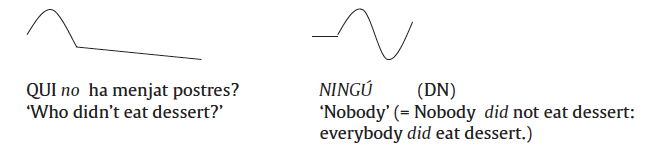 QUI no ha menjat postres?
‘Who didn’t eat dessert?’
NINGÚ (DN)
‘Nobody’ (= Nobody did not eat dessert:
everybody did eat dessert.)